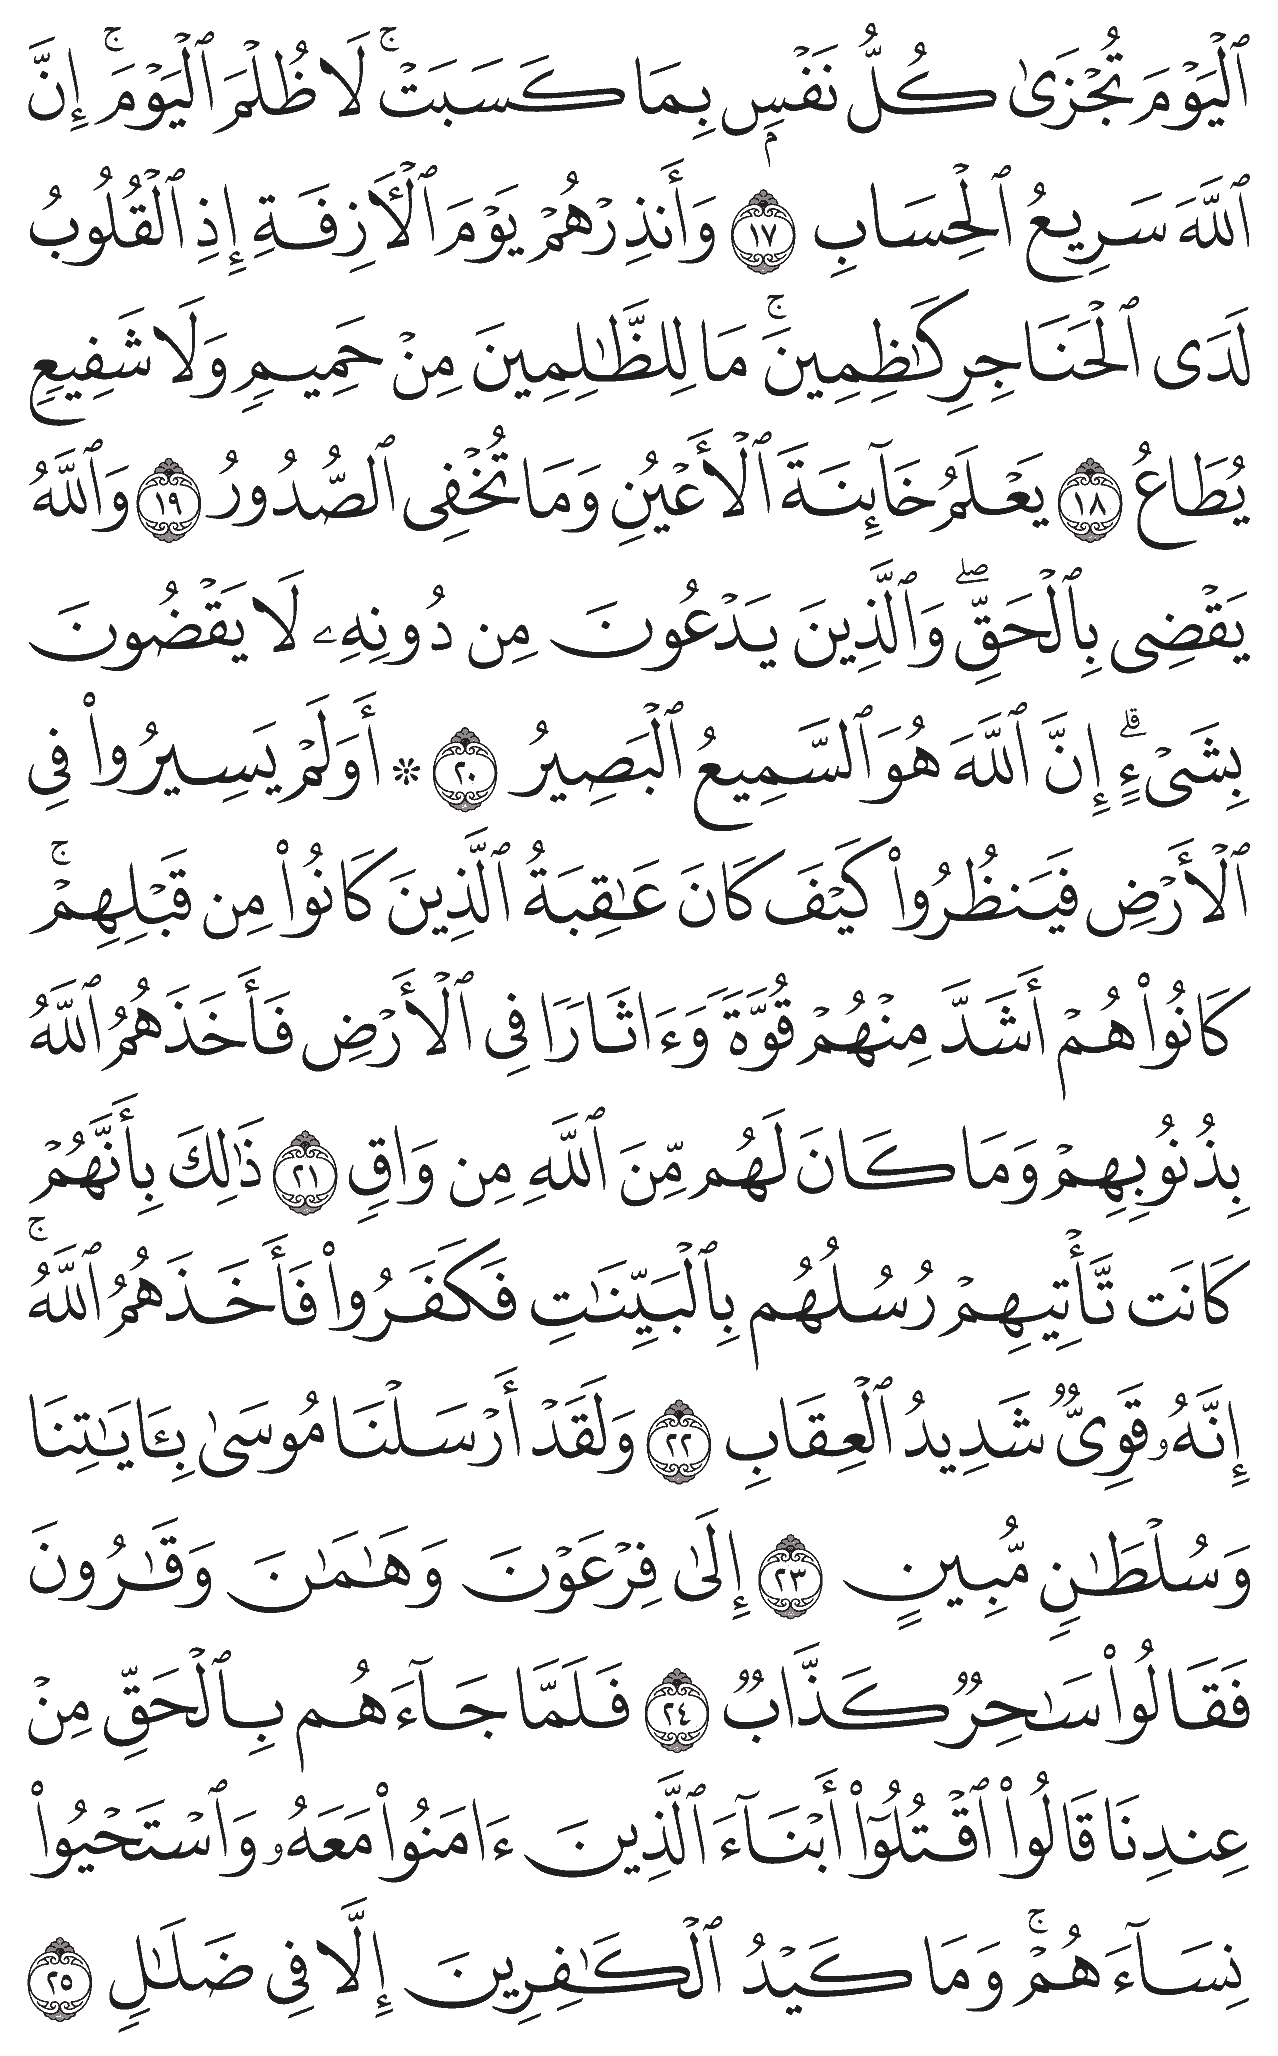 ٱلۡيَوۡمَ تُجۡزَىٰ كُلُّ نَفۡسِۭ بِمَا كَسَبَتۡۚ لَا ظُلۡمَ ٱلۡيَوۡمَۚ إِنَّ
ٱللَّهَ سَرِيعُ ٱلۡحِسَابِ ١٧ وَأَنذِرۡهُمۡ يَوۡمَ ٱلۡأٓزِفَةِ إِذِ ٱلۡقُلُوبُ
لَدَى ٱلۡحَنَاجِرِ كَٰظِمِينَۚ مَا لِلظَّٰلِمِينَ مِنۡ حَمِيمٖ وَلَا شَفِيعٖ
يُطَاعُ ١٨ يَعۡلَمُ خَآئِنَةَ ٱلۡأَعۡيُنِ وَمَا تُخۡفِي ٱلصُّدُورُ ١٩ وَٱللَّهُ
يَقۡضِي بِٱلۡحَقِّۖ وَٱلَّذِينَ يَدۡعُونَ مِن دُونِهِۦ لَا يَقۡضُونَ
بِشَيۡءٍۗ إِنَّ ٱللَّهَ هُوَ ٱلسَّمِيعُ ٱلۡبَصِيرُ ٢٠ ۞ أَوَلَمۡ يَسِيرُواْ فِي
ٱلۡأَرۡضِ فَيَنظُرُواْ كَيۡفَ كَانَ عَٰقِبَةُ ٱلَّذِينَ كَانُواْ مِن قَبۡلِهِمۡۚ
كَانُواْ هُمۡ أَشَدَّ مِنۡهُمۡ قُوَّةٗ وَءَاثَارٗا فِي ٱلۡأَرۡضِ فَأَخَذَهُمُ ٱللَّهُ
بِذُنُوبِهِمۡ وَمَا كَانَ لَهُم مِّنَ ٱللَّهِ مِن وَاقٖ ٢١ ذَٰلِكَ بِأَنَّهُمۡ
كَانَت تَّأۡتِيهِمۡ رُسُلُهُم بِٱلۡبَيِّنَٰتِ فَكَفَرُواْ فَأَخَذَهُمُ ٱللَّهُۚ
إِنَّهُۥ قَوِيّٞ شَدِيدُ ٱلۡعِقَابِ ٢٢ وَلَقَدۡ أَرۡسَلۡنَا مُوسَىٰ بِـَٔايَٰتِنَا
وَسُلۡطَٰنٖ مُّبِينٍ ٢٣ إِلَىٰ فِرۡعَوۡنَ وَهَٰمَٰنَ وَقَٰرُونَ
فَقَالُواْ سَٰحِرٞ كَذَّابٞ ٢٤ فَلَمَّا جَآءَهُم بِٱلۡحَقِّ مِنۡ
عِندِنَا قَالُواْ ٱقۡتُلُوٓاْ أَبۡنَآءَ ٱلَّذِينَ ءَامَنُواْ مَعَهُۥ وَٱسۡتَحۡيُواْ
نِسَآءَهُمۡۚ وَمَا كَيۡدُ ٱلۡكَٰفِرِينَ إِلَّا فِي ضَلَٰلٖ ٢٥